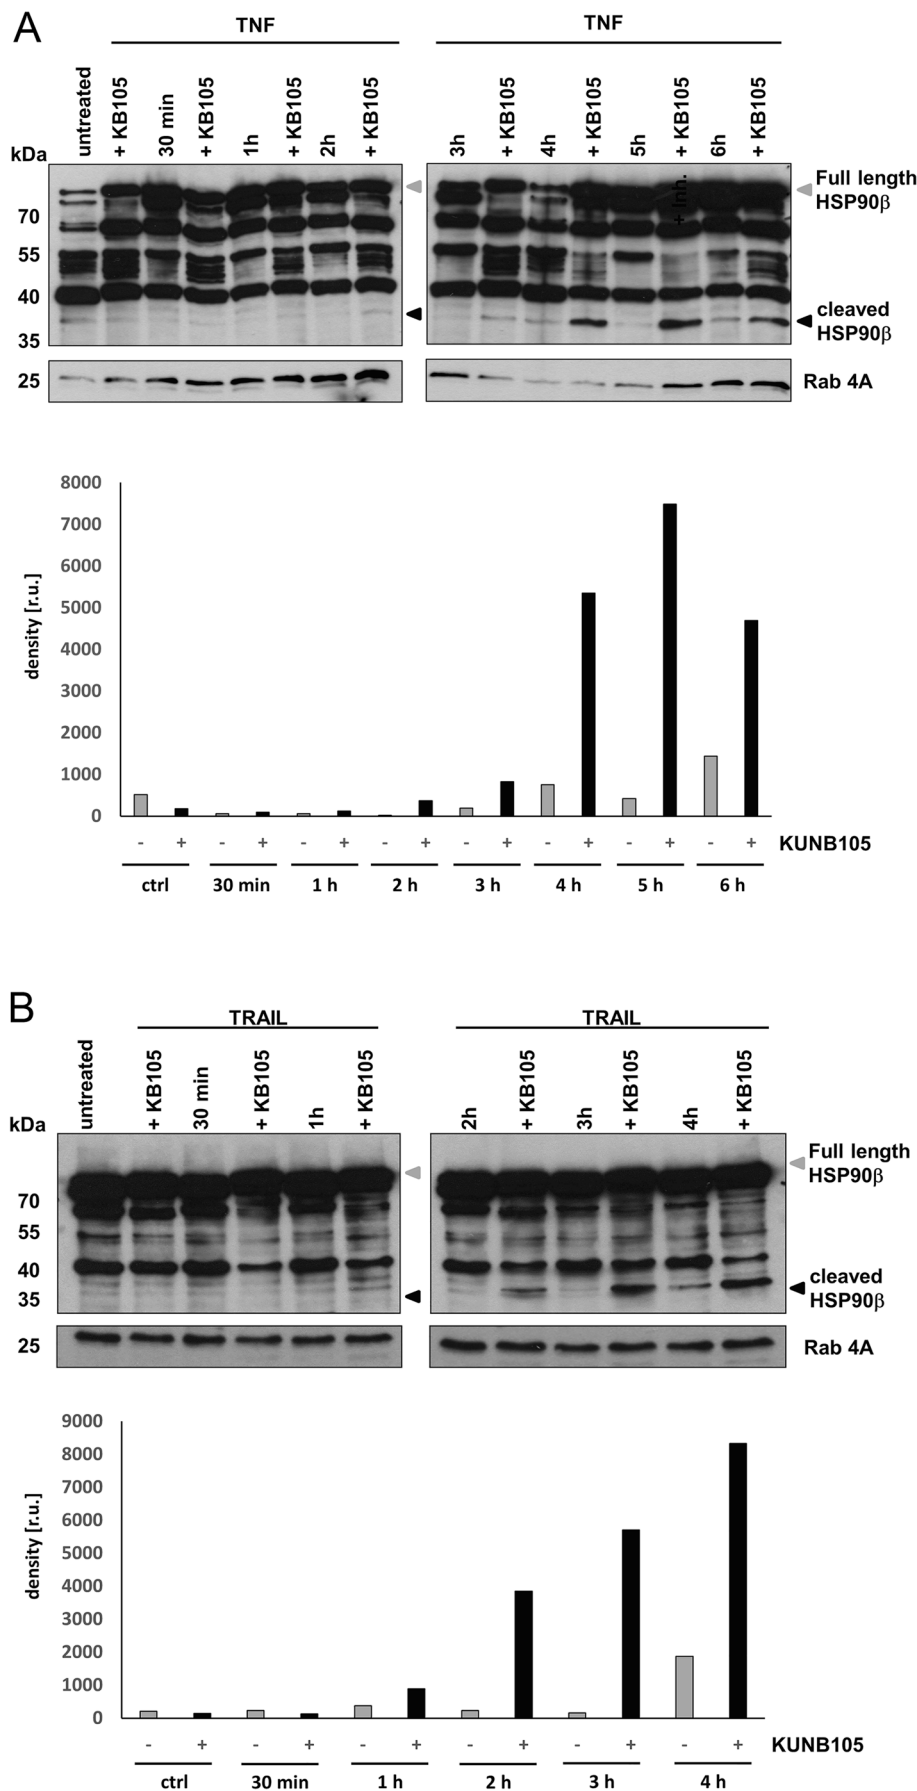 A
TNF
TNF
untreated
+ KB105
30 min
+ KB105
1h
+ KB105
2h
+ KB105
3h
+ KB105
4h
+ KB105
5h
+ KB105
6h
+ KB105
kDa
+ Inh.
Full length
HSP90β
70
55
40
cleaved
HSP90β
35
25
Rab 4A
8000
7000
6000
5000
4000
3000
2000
1000
0
density [r.u.]
- + - + - + - + - + - + - + - + KUNB105
ctrl 30 min 1 h 2 h 3 h 4 h 5 h 6 h
B
TRAIL
TRAIL
untreated
+ KB105
30 min
+ KB105
1h
+ KB105
2h
+ KB105
3h
+ KB105
4h
+ KB105
kDa
Full length
HSP90β
70
55
40
cleaved
HSP90β
35
25
Rab 4A
9000
8000
7000
6000
5000
4000
3000
2000
1000
0
density [r.u.]
- + - + - + - + - + - + KUNB105
ctrl 30 min 1 h 2 h 3 h 4 h